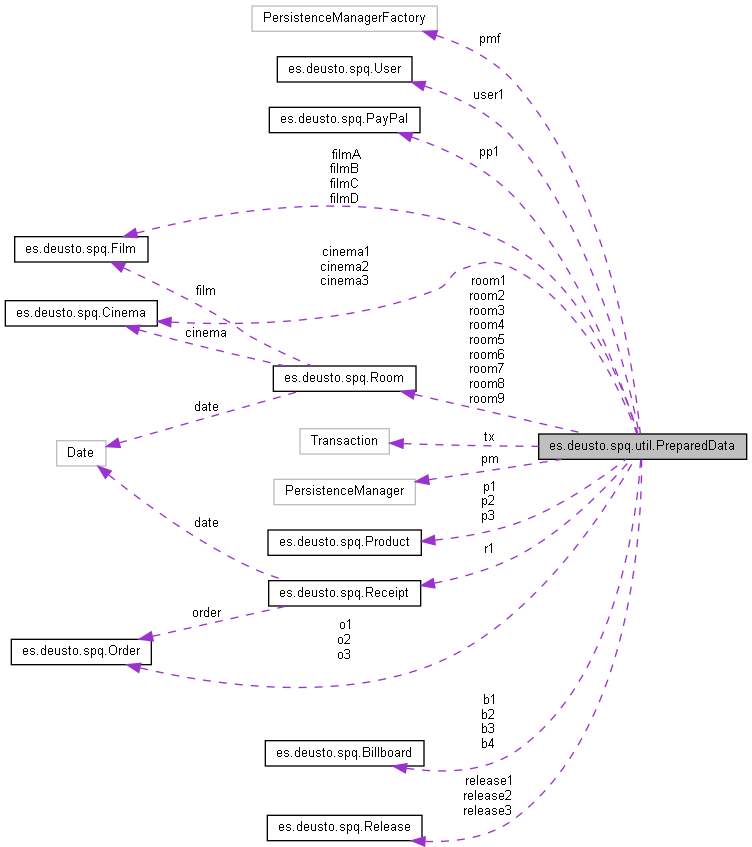 PersistenceManagerFactory
pmf
es.deusto.spq.User
user1
es.deusto.spq.PayPal
pp1
filmA
filmB
filmC
filmD
es.deusto.spq.Film
cinema1
cinema2
cinema3
film
es.deusto.spq.Cinema
cinema
room1
room2
room3
room4
room5
room6
room7
room8
room9
es.deusto.spq.Room
date
Date
Transaction
tx
es.deusto.spq.util.PreparedData
pm
PersistenceManager
p1
p2
p3
es.deusto.spq.Product
date
r1
es.deusto.spq.Receipt
order
o1
o2
o3
es.deusto.spq.Order
b1
b2
b3
b4
es.deusto.spq.Billboard
release1
release2
release3
es.deusto.spq.Release